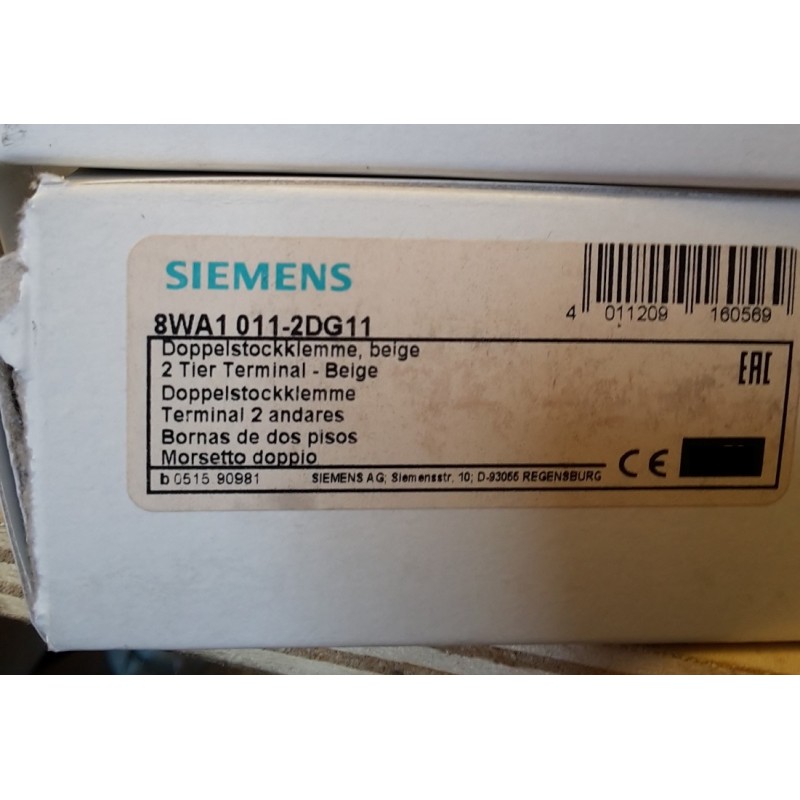 SIEMENS
4 011209 160569
8WA1 011-2DG11
Doppelstockklemme, beige
2 Tier Terminal - Beige
EAC
Doppelstockklemme
Terminal 2 andares
Bornas de dos pisos
Morsetto doppio
CE
b 0515 90981 SIEMENS AG; Siemensstr. 10; D-93055 REGENSBURG